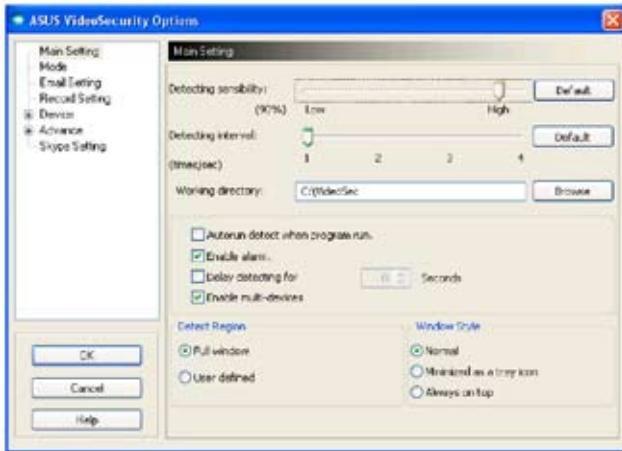 ASUS VideoSecurity Options
Main Setting
Mode
Email Setting
Record Setting
Device
Advance
Skype Setting
OK
Cancel
Help
Main Setting
Detecting sensibility:
(90%) Low High
Default
Detecting interval:
(times/sec) 1 2 3 4
Default
Working directory: C:\VideoSec Browse
Autorun detect when program run.
Enable alarm.
Delay detecting for Seconds
Enable multi-devices
Detect Region
Full window
User defined
Window Style
Normal
Minimized as a tray icon
Always on top